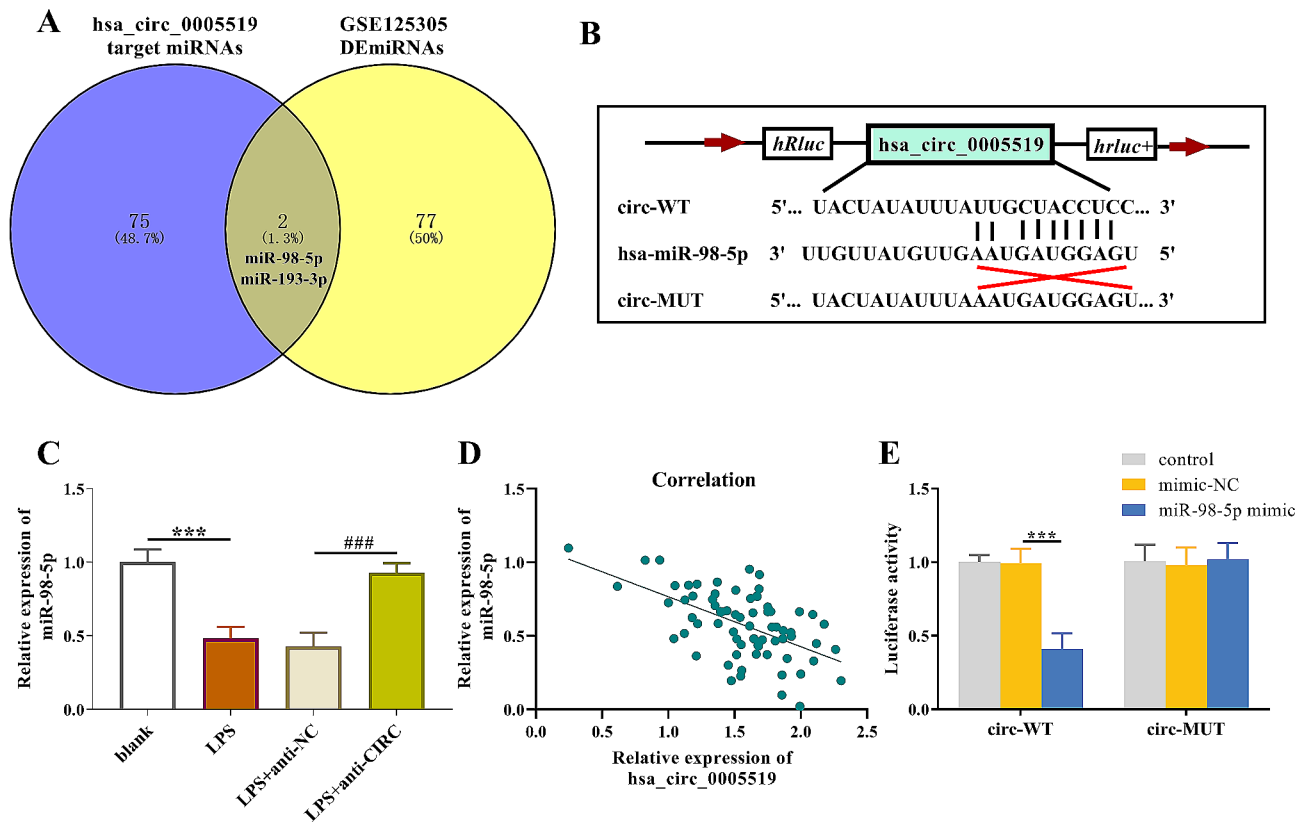 A
hsa_circ_0005519
target miRNAs
GSE125305
DEmiRNAs
75
(48.7%)
2
(1.3%)
miR-98-5p
miR-193-3p
77
(50%)
B
hRluc
hsa_circ_0005519
hrluc+
circ-WT 5'... UACUAUAUUUAUUGCUACCUCC... 3'
hsa-miR-98-5p 3' UUGUUAUGUUGAAUGAUGGAGU 5'
circ-MUT 5'... UACUAUAUUUAAAUGAUGGAGU... 3'
C
Relative expression of
miR-98-5p
1.5
1.0
0.5
0.0
***
###
blank
LPS
LPS+anti-NC
LPS+anti-CIRC
D
Correlation
Relative expression of
miR-98-5p
1.5
1.0
0.5
0.0
0.0 0.5 1.0 1.5 2.0 2.5
Relative expression of
hsa_circ_0005519
E
control
mimic-NC
miR-98-5p mimic
Luciferase activity
1.5
1.0
0.5
0.0
***
circ-WT circ-MUT